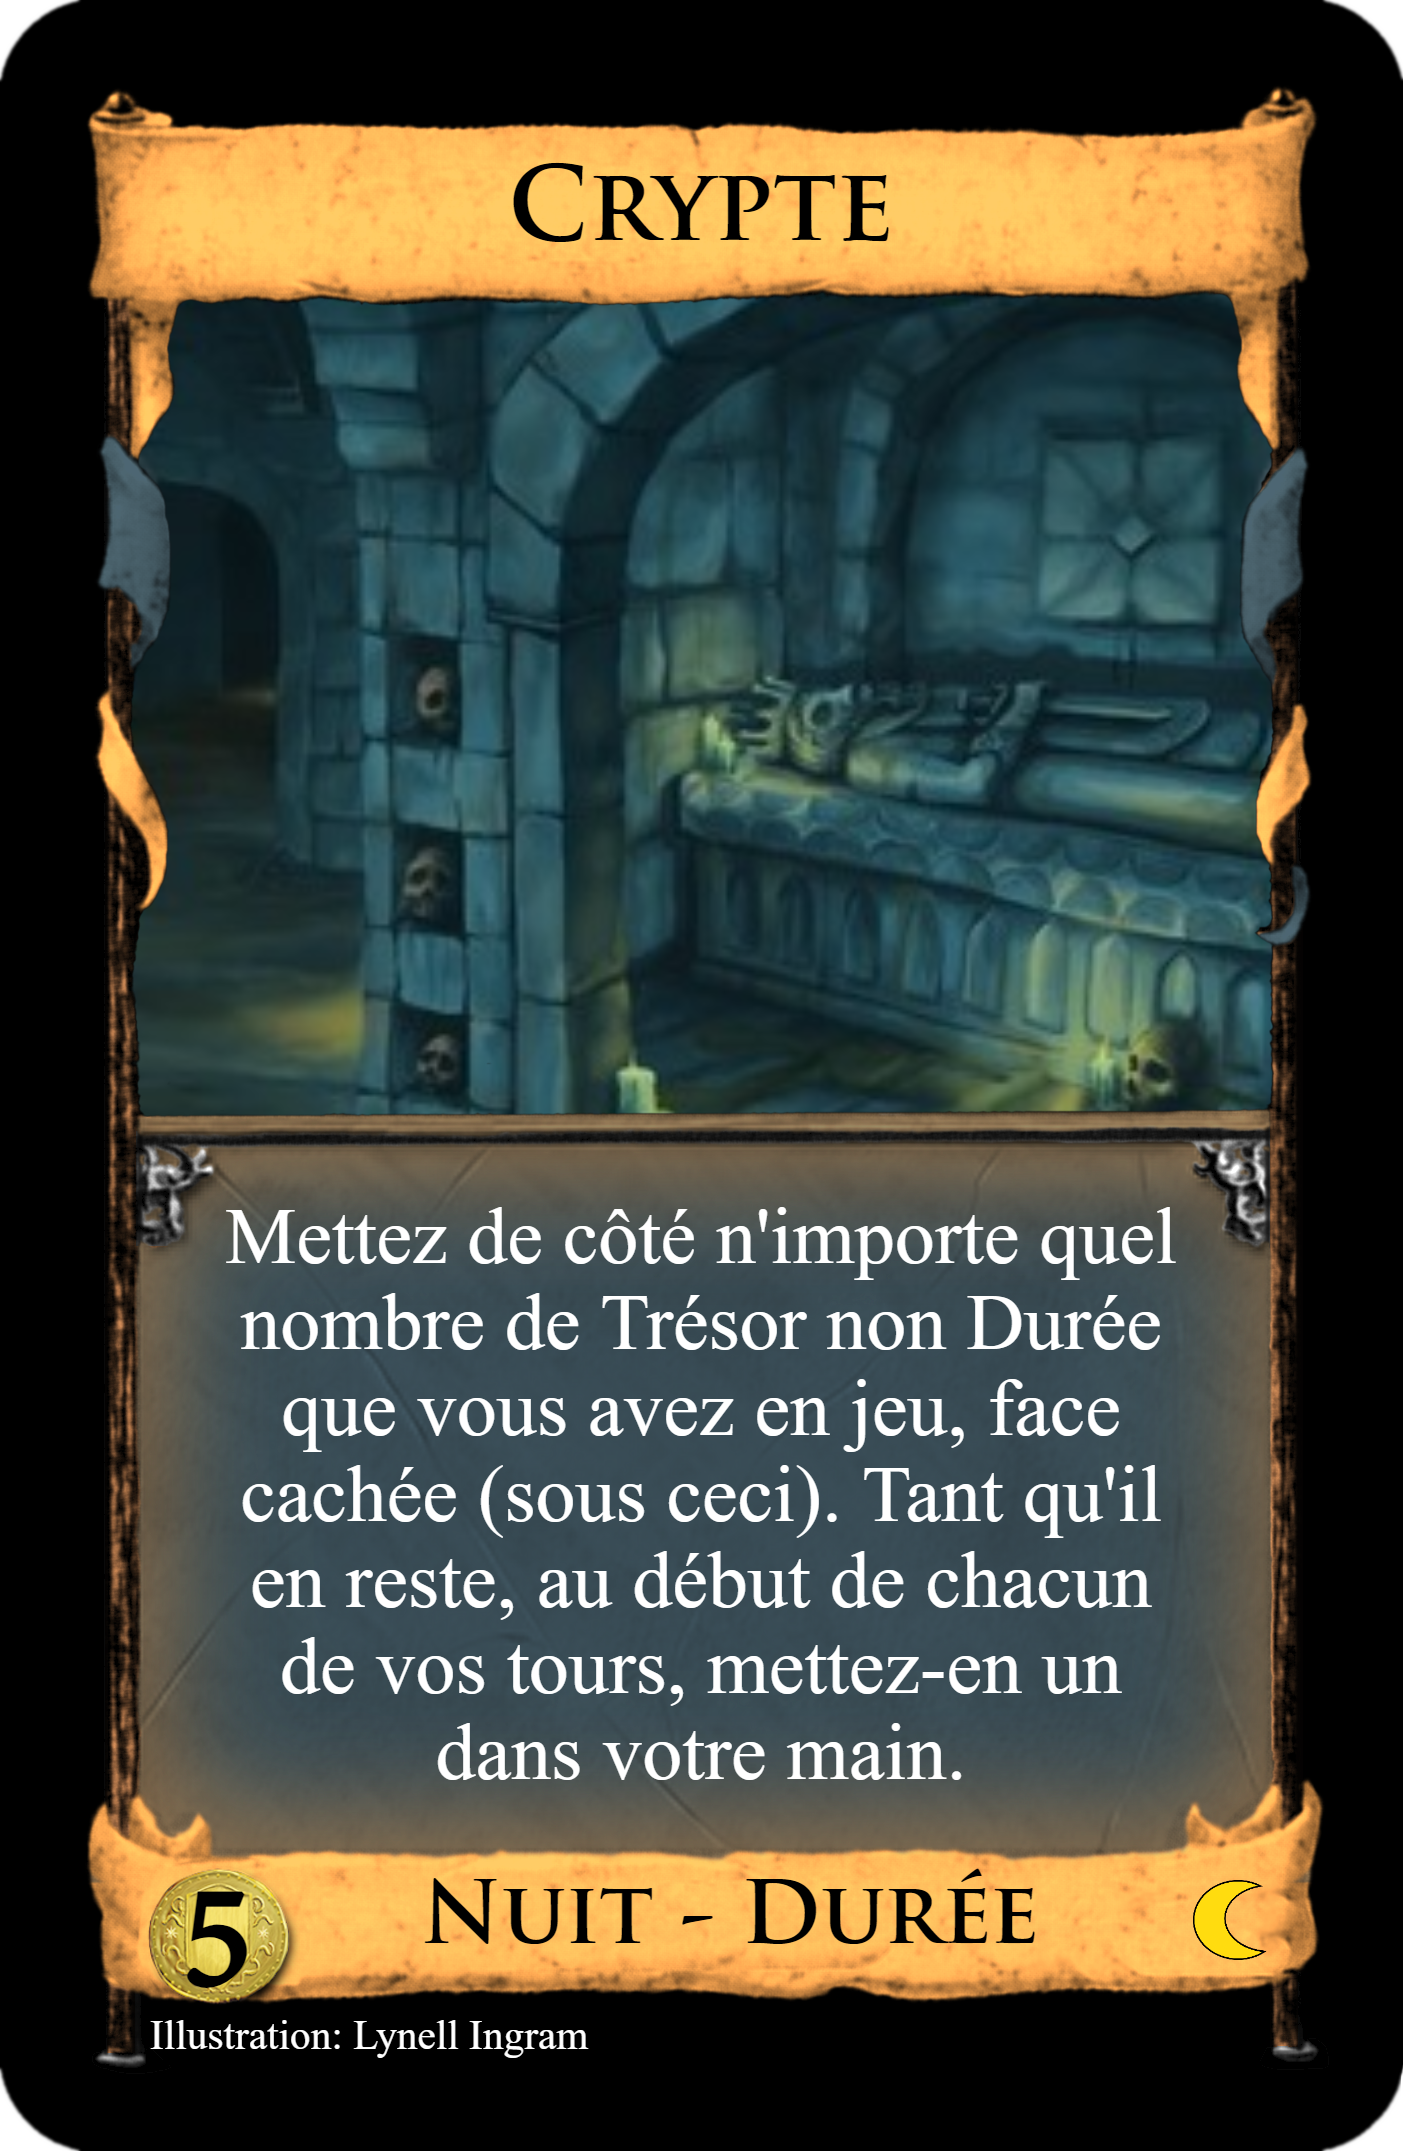 Crypte
Mettez de côté n'importe quel
nombre de Trésor non Durée
que vous avez en jeu, face
cachée (sous ceci). Tant qu'il
en reste, au début de chacun
de vos tours, mettez-en un
dans votre main.
5 Nuit - Durée
Illustration: Lynell Ingram